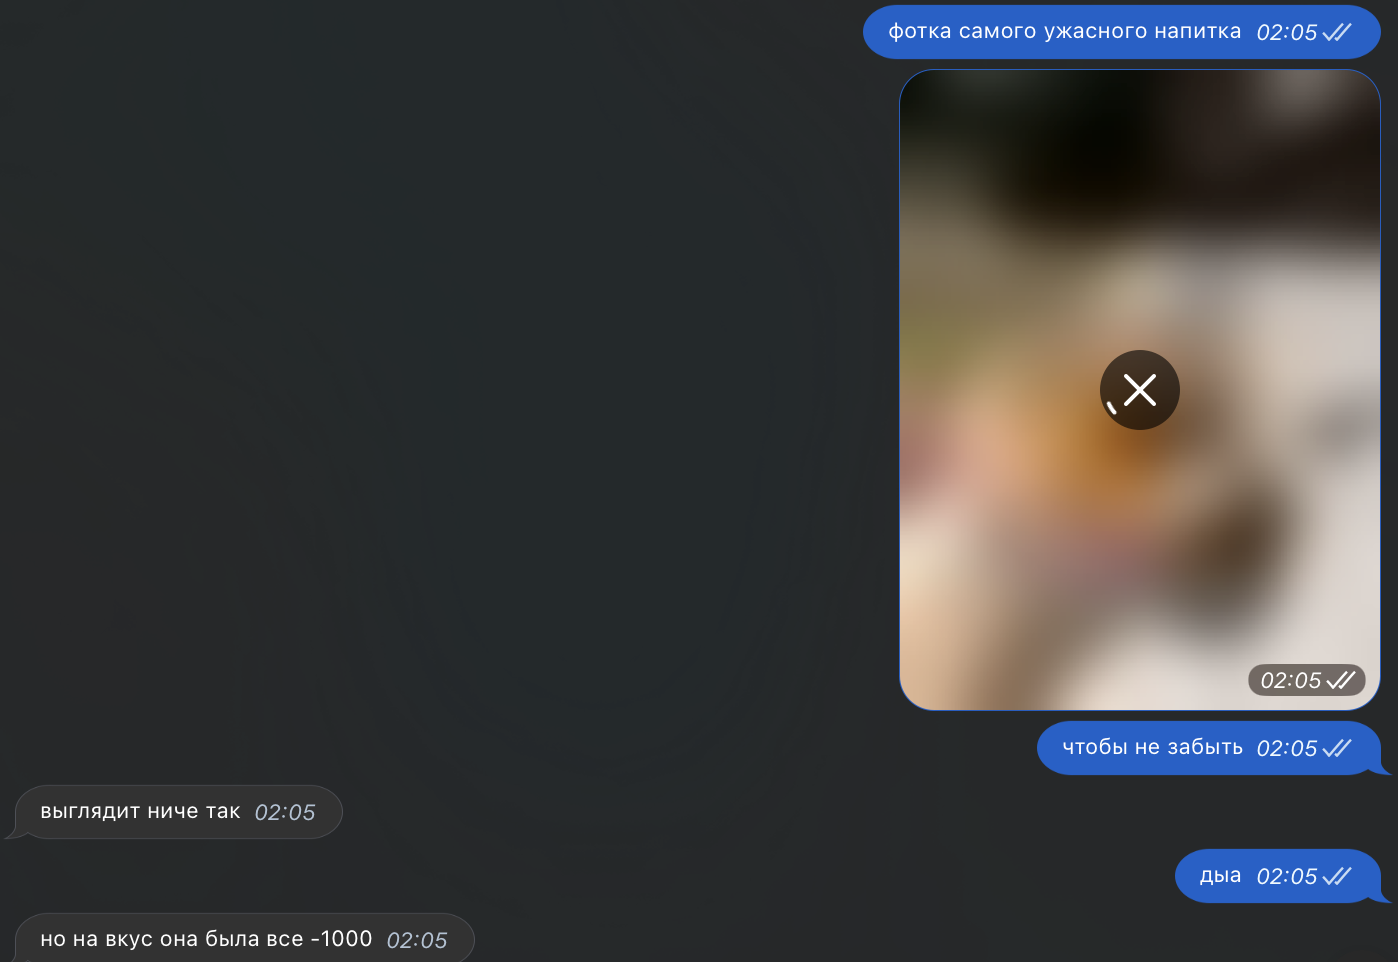 фотка самого ужасного напитка 02:05
02:05
чтобы не забыть 02:05
выглядит ниче так 02:05
дыа 02:05
но на вкус она была все -1000 02:05